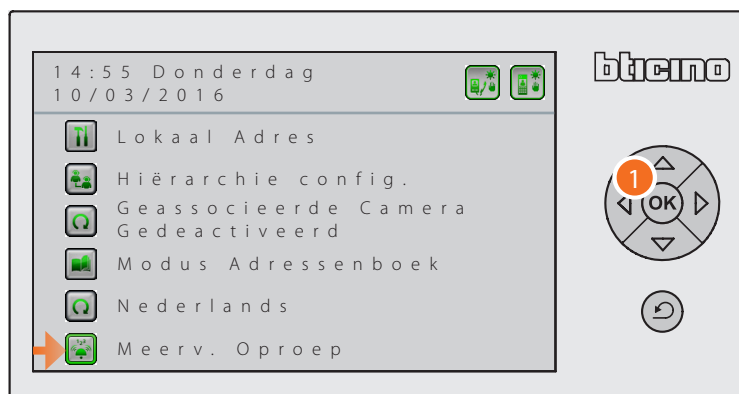 14:55 Donderdag
10/03/2016
bticino
Lokaal Adres
1
Hiërarchie config.
OK
Geassocieerde Camera
Gedeactiveerd
Modus Adressenboek
Nederlands
Meerv. Oproep